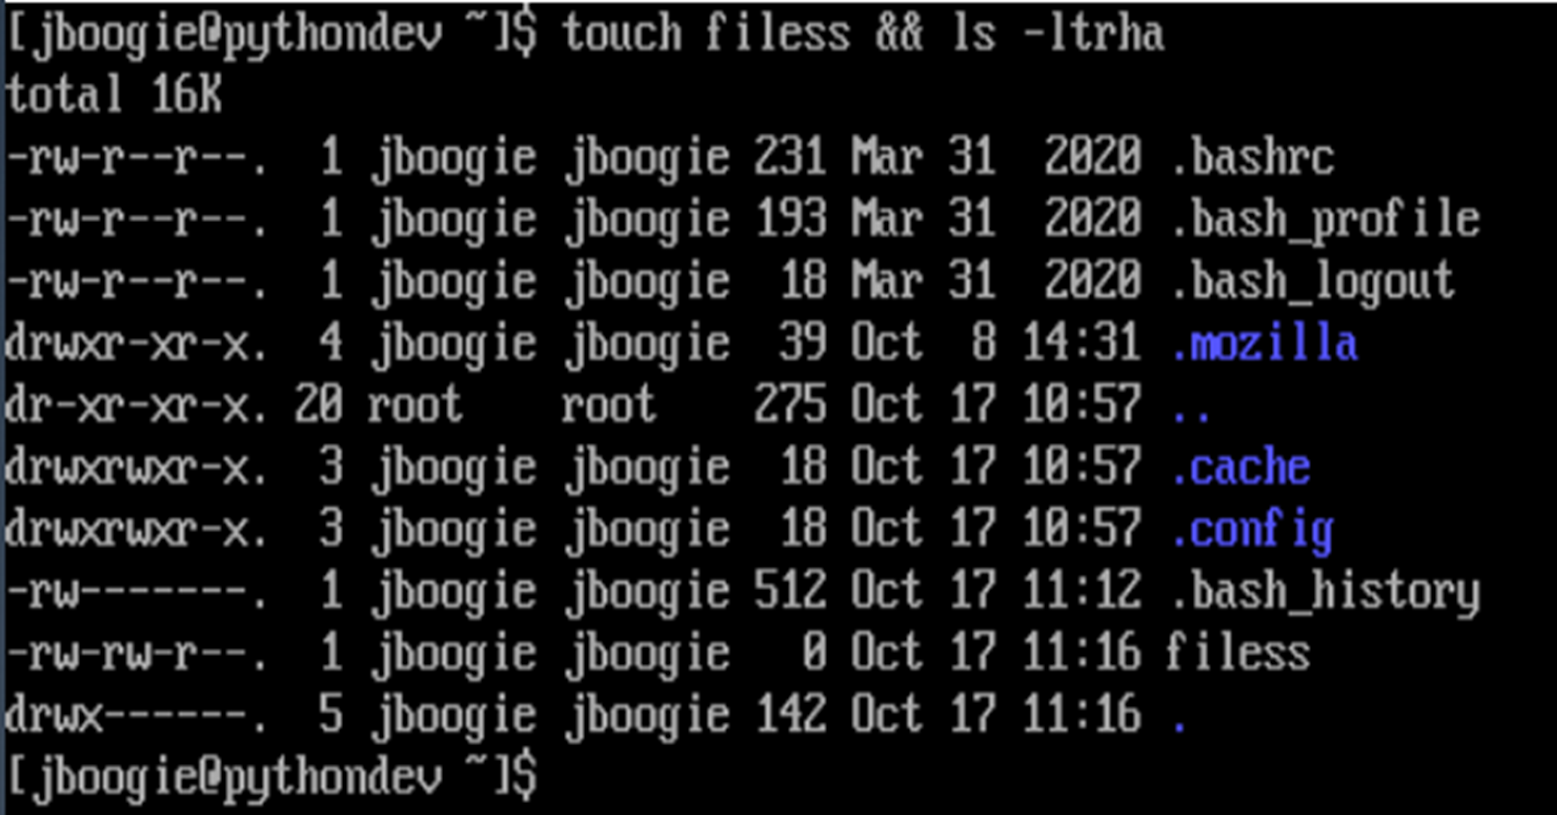 [jboogie@pythondev ~]$ touch filess && ls -ltrha
total 16K
-rw-r--r--.  1 jboogie jboogie 231 Mar 31  2020 .bashrc
-rw-r--r--.  1 jboogie jboogie 193 Mar 31  2020 .bash_profile
-rw-r--r--.  1 jboogie jboogie  18 Mar 31  2020 .bash_logout
drwxr-xr-x.  4 jboogie jboogie  39 Oct  8 14:31 .mozilla
dr-xr-xr-x. 20 root    root    275 Oct 17 10:57 ..
drwxrwxr-x.  3 jboogie jboogie  18 Oct 17 10:57 .cache
drwxrwxr-x.  3 jboogie jboogie  18 Oct 17 10:57 .config
-rw-------.  1 jboogie jboogie 512 Oct 17 11:12 .bash_history
-rw-rw-r--.  1 jboogie jboogie   0 Oct 17 11:16 filess
drwx------.  5 jboogie jboogie 142 Oct 17 11:16 .
[jboogie@pythondev ~]$